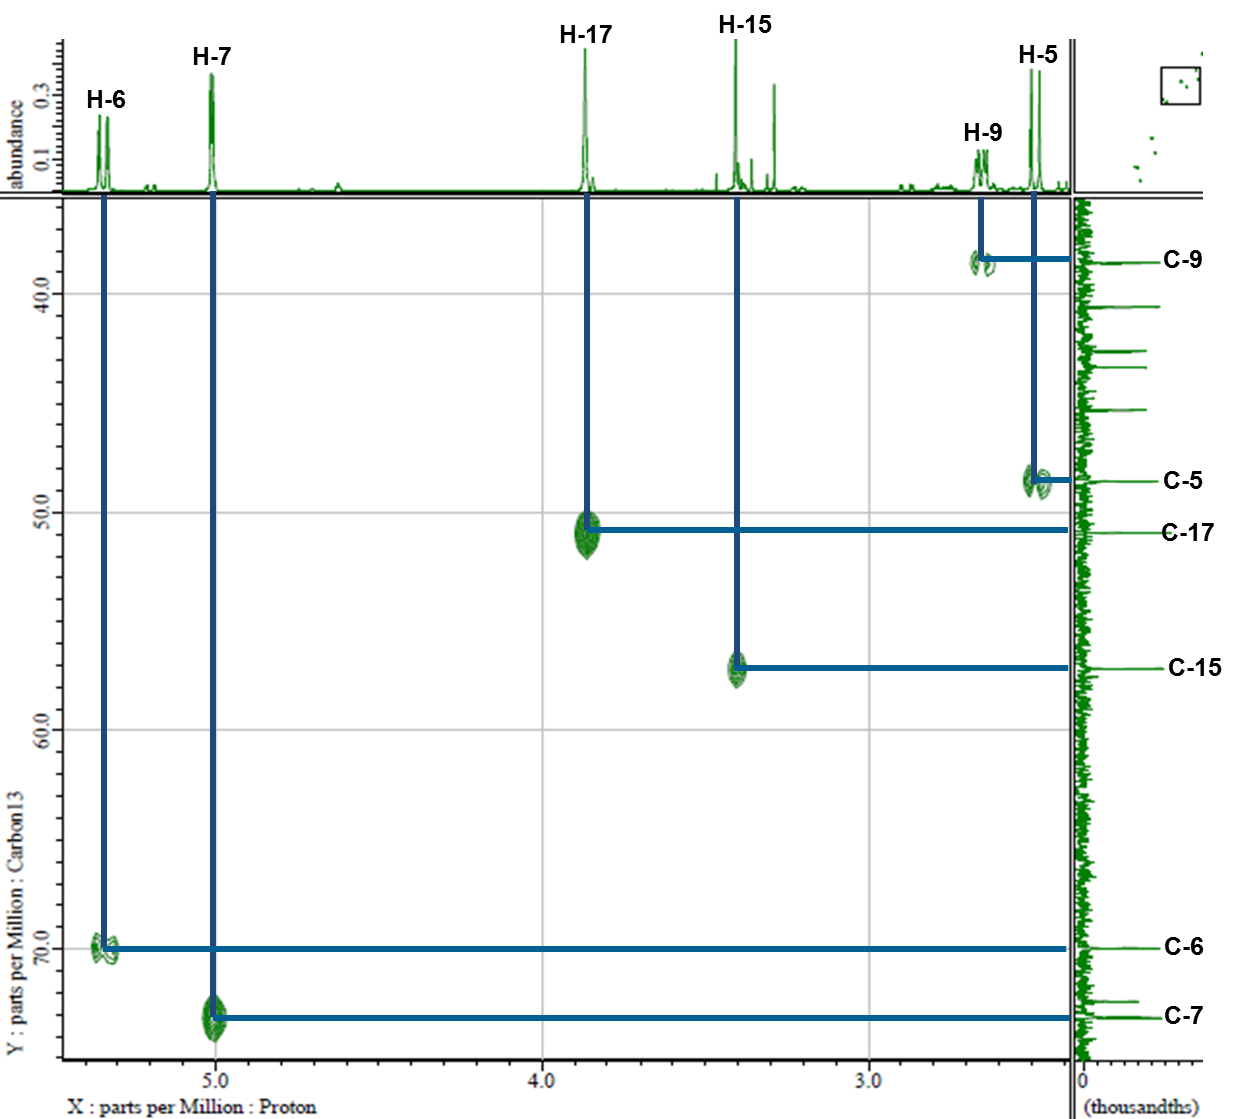 H-15
H-17
H-7
H-5
H-6
H-9
abundance
0.3
0.1
C-9
40.0
C-5
50.0
C-17
C-15
60.0
C-6
70.0
C-7
Y : parts per Million : Carbon13
5.0
4.0
3.0
0
X : parts per Million : Proton
(thousandths)